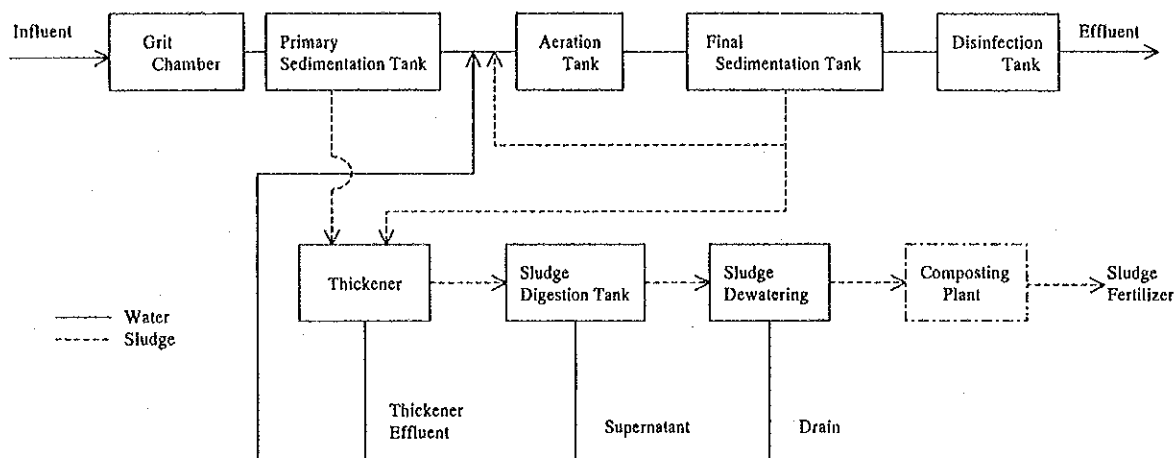 Influent
Grit
Chamber
Primary
Sedimentation Tank
Aeration
Tank
Final
Sedimentation Tank
Disinfection
Tank
Effluent
Thickener
Sludge
Digestion Tank
Sludge
Dewatering
Composting
Plant
Sludge
Fertilizer
Water
Sludge
Thickener
Effluent
Supernatant
Drain